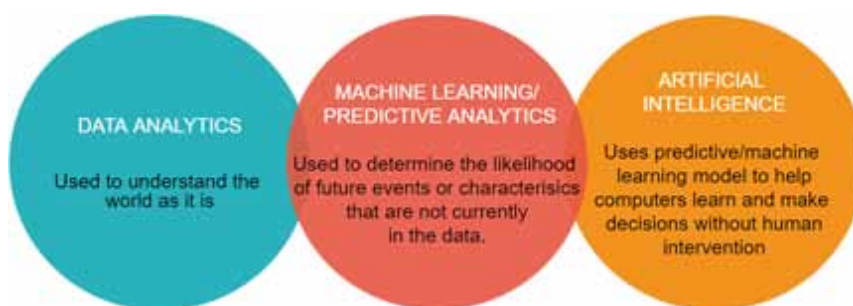 DATA ANALYTICS
Used to understand the
world as it is
MACHINE LEARNING/
PREDICTIVE ANALYTICS
Used to determine the likelihood
of future events or characterisics
that are not currently
in the data.
ARTIFICIAL
INTELLIGENCE
Uses predictive/machine
learning model to help
computers learn and make
decisions without human
intervention